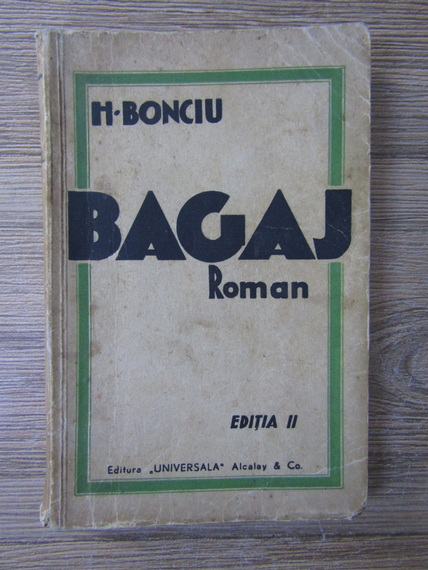 H·BONCIU
BAGAJ
Roman
EDIȚIA II
Editura „UNIVERSALA“ Alcalay & Co.